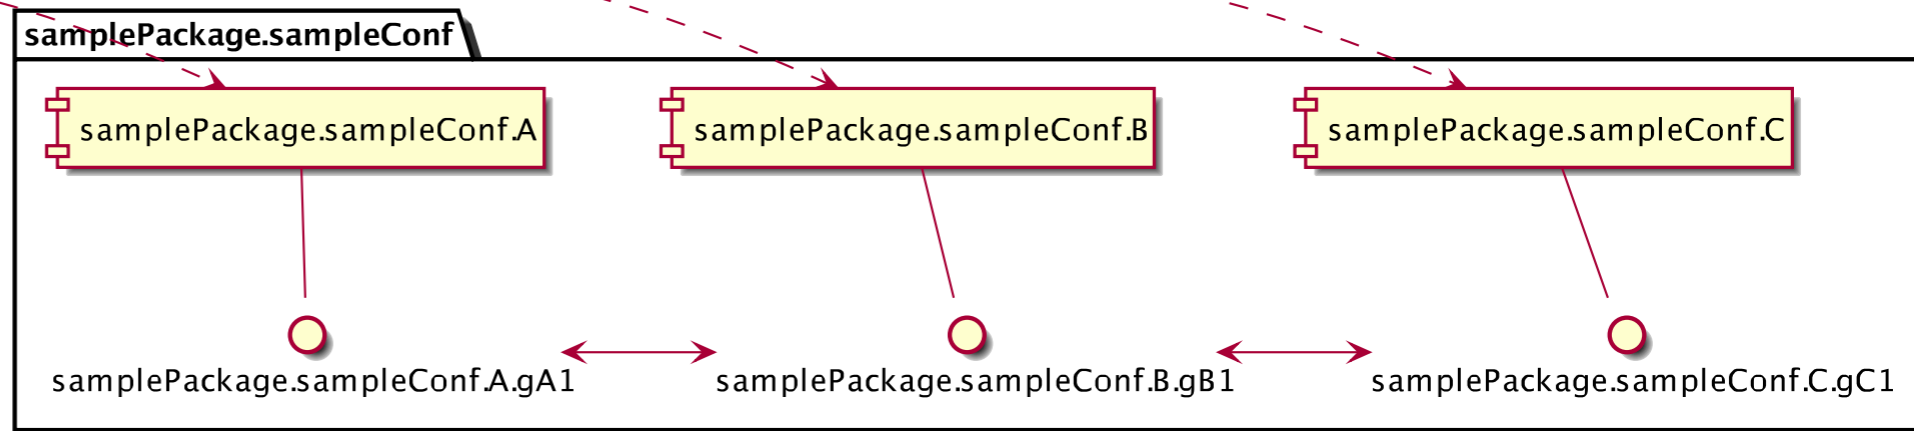 samplePackage.sampleConf
samplePackage.sampleConf.A
samplePackage.sampleConf.B
samplePackage.sampleConf.C
samplePackage.sampleConf.A.gA1
samplePackage.sampleConf.B.gB1
samplePackage.sampleConf.C.gC1